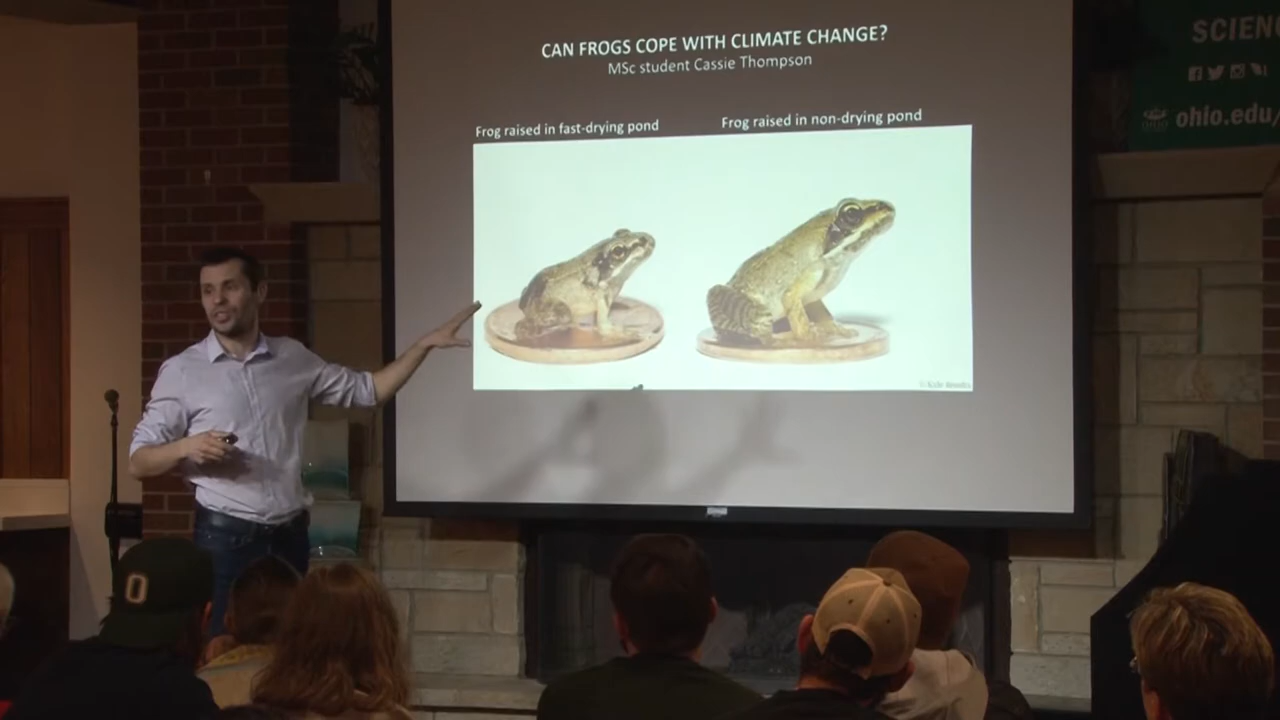 CAN FROGS COPE WITH CLIMATE CHANGE?
MSc student Cassie Thompson
Frog raised in fast-drying pond
Frog raised in non-drying pond
SCIEN
ohio.edu/
O